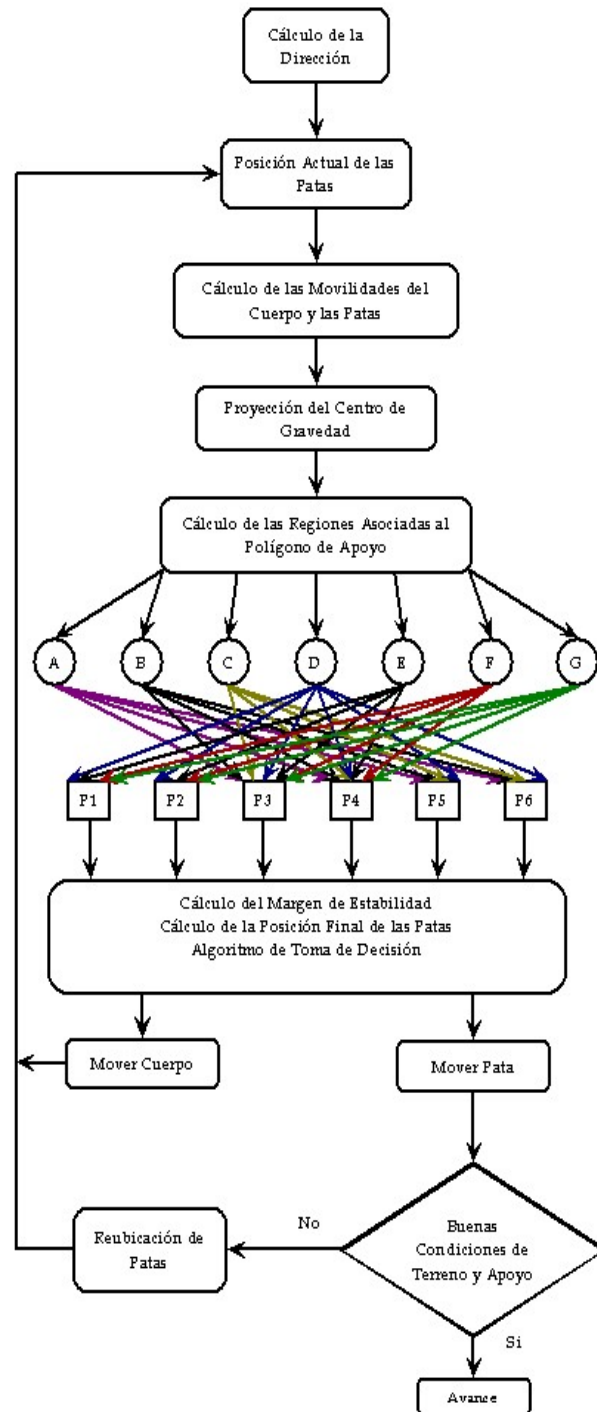 Cálculo de la
Dirección
Posición Actual de las
Patas
Cálculo de las Movilidades del
Cuerpo y las Patas
Proyección del Centro de
Gravedad
Cálculo de las Regiones Asociadas al
Polígono de Apoyo
A B C D E F G
P1 P2 P3 P4 P5 P6
Cálculo del Margen de Estabilidad
Cálculo de la Posición Final de las Patas
Algoritmo de Toma de Decisión
Mover Cuerpo
Mover Pata
Reubicación de
Patas
No
Buenas
Condiciones de
Terreno y Apoyo
Si
Avance